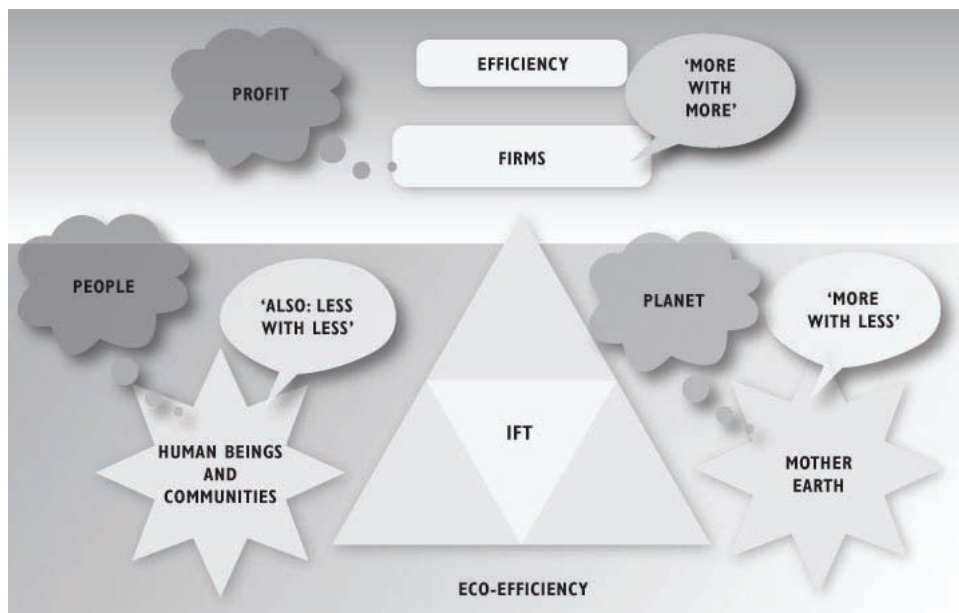 EFFICIENCY
PROFIT
'MORE
WITH
MORE'
FIRMS
PEOPLE
'ALSO: LESS
WITH LESS'
PLANET
'MORE
WITH LESS'
IFT
HUMAN BEINGS
AND
COMMUNITIES
MOTHER
EARTH
ECO-EFFICIENCY